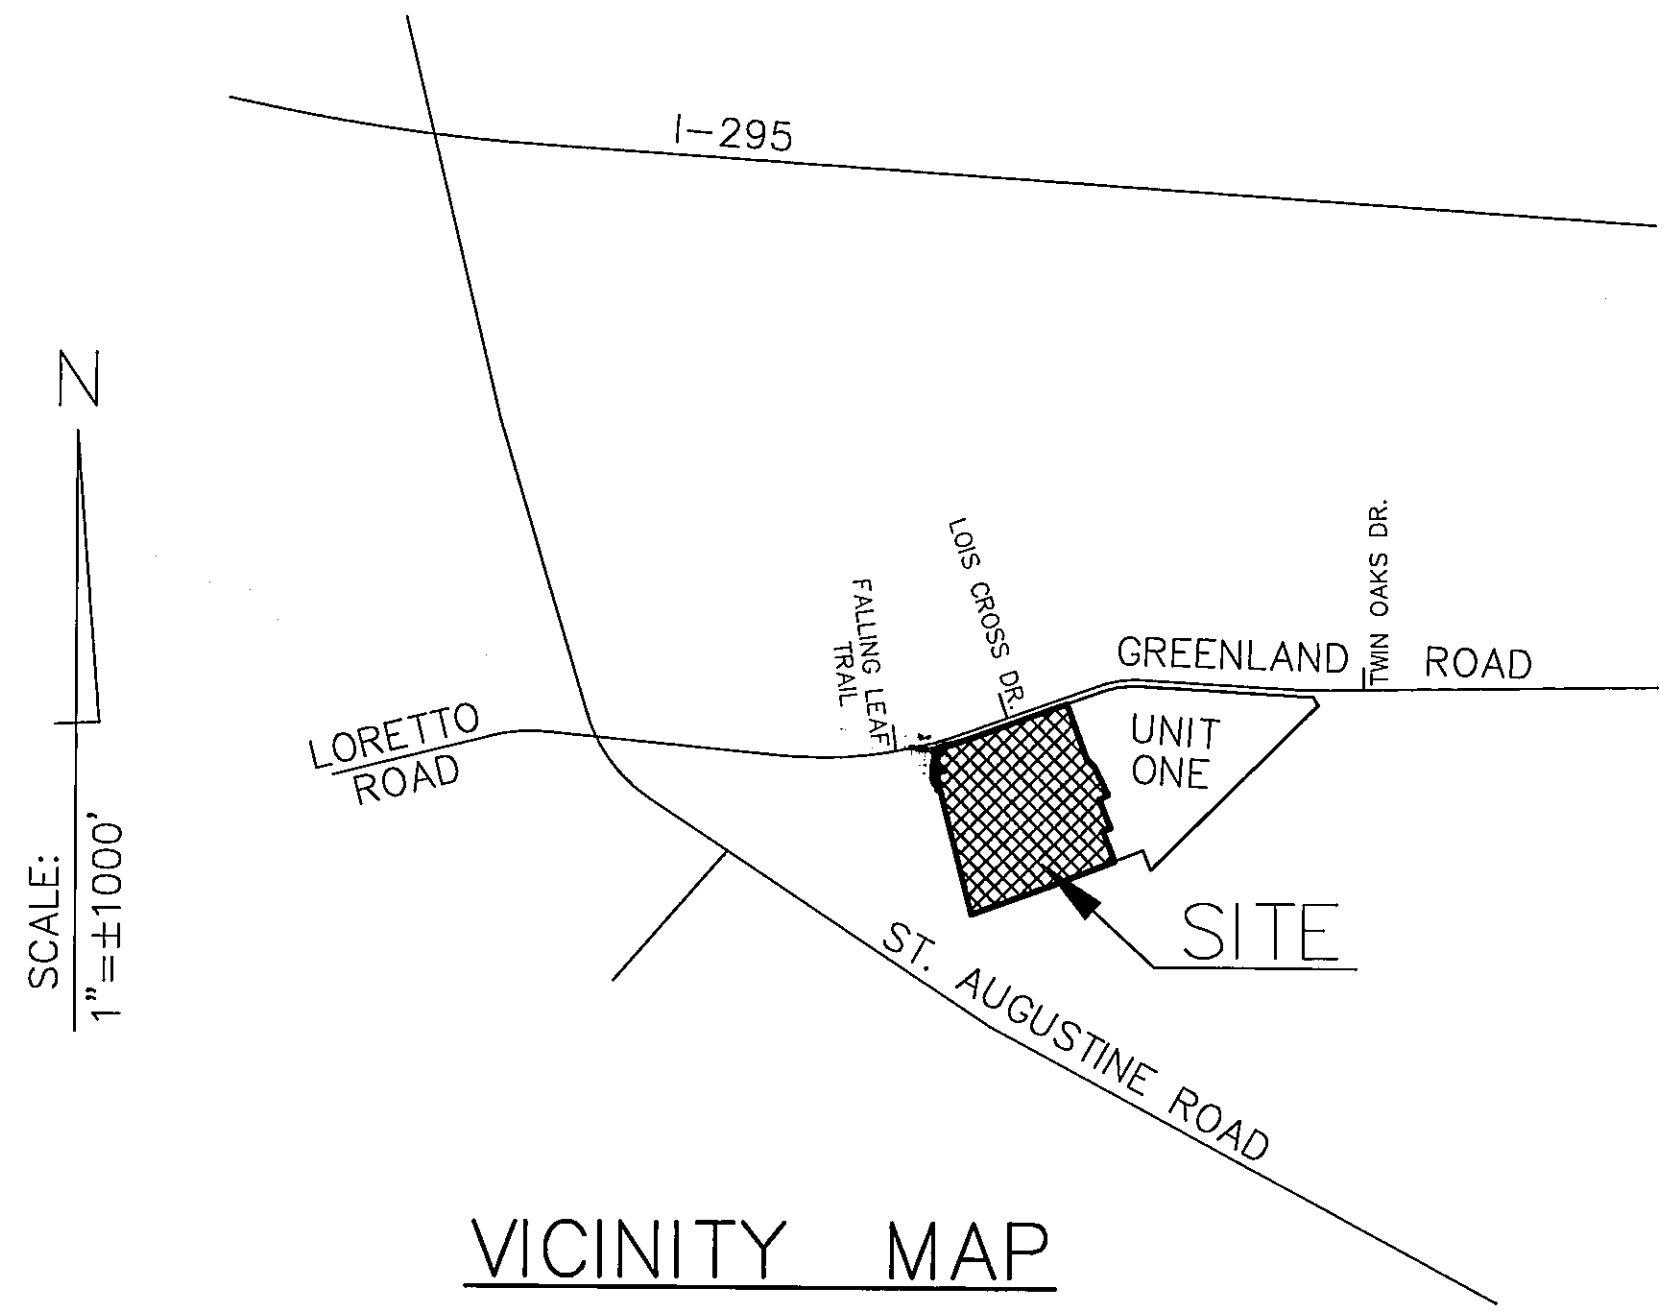 I-295
N
LOIS CROSS DR.
TWIN OAKS DR.
FALLING LEAF
TRAIL
GREENLAND ROAD
LORETTO
ROAD
UNIT
ONE
SCALE:
1"=±1000'
SITE
ST. AUGUSTINE ROAD
VICINITY MAP